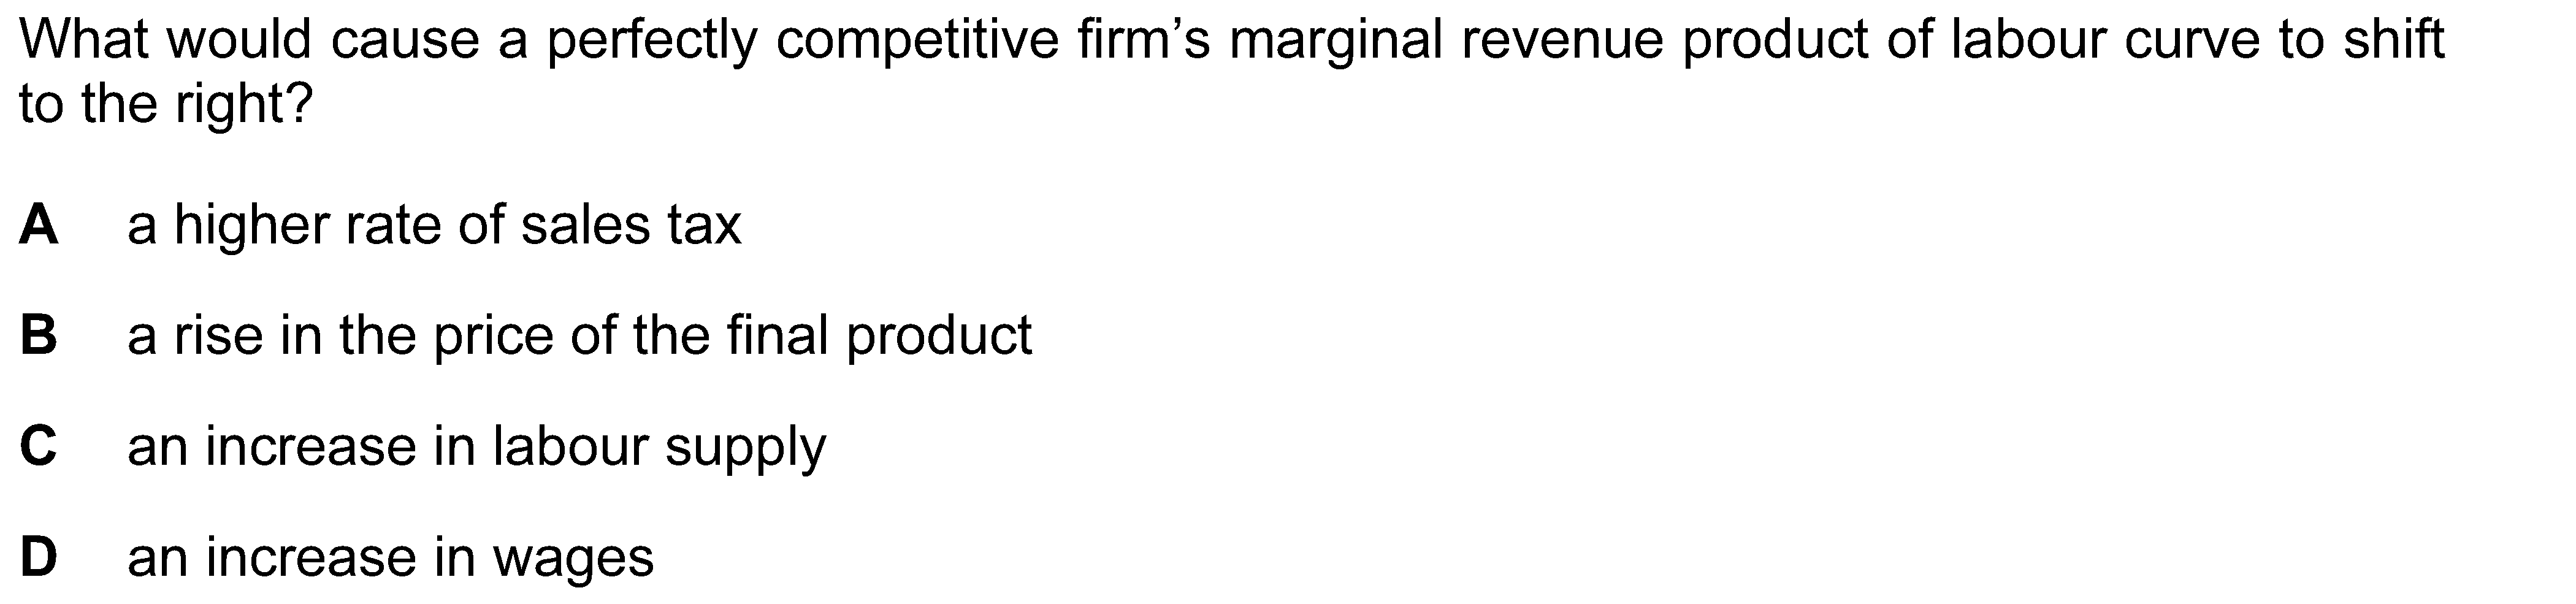 What would cause a perfectly competitive firm’s marginal revenue product of labour curve to shift
to the right?
A a higher rate of sales tax
B a rise in the price of the final product
C an increase in labour supply
D an increase in wages